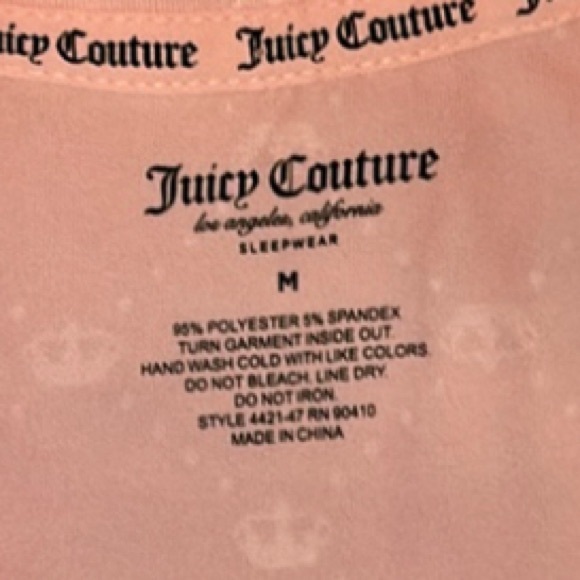 uicy Couture Juicy Couture J
Juicy Couture
los angeles, california
SLEEPWEAR
M
95% POLYESTER 5% SPANDEX
TURN GARMENT INSIDE OUT.
HAND WASH COLD WITH LIKE COLORS.
DO NOT BLEACH. LINE DRY.
DO NOT IRON.
STYLE 4421-47 RN 90410
MADE IN CHINA